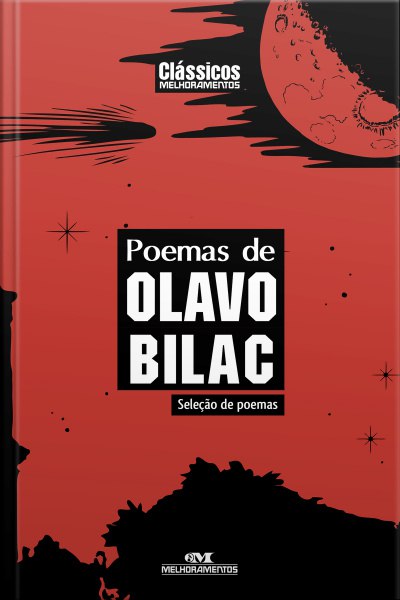 Clássicos
MELHORAMENTOS
Poemas de
OLAVO
BILAC
Seleção de poemas
M
MELHORAMENTOS